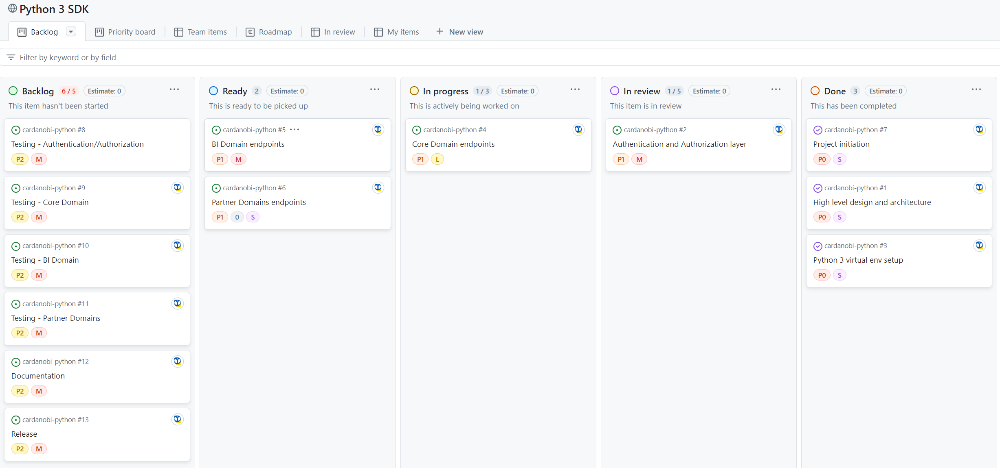 Python 3 SDK
Backlog
Priority board
Team items
Roadmap
In review
My items
New view
Filter by keyword or by field
Backlog 6 / 5 Estimate: 0
This item hasn't been started
cardanobi-python #8
Testing - Authentication/Authorization
P2 M
cardanobi-python #9
Testing - Core Domain
P2 M
cardanobi-python #10
Testing - BI Domain
P2 M
cardanobi-python #11
Testing - Partner Domains
P2 M
cardanobi-python #12
Documentation
P2 M
cardanobi-python #13
Release
P2 M
Ready 2 Estimate: 0
This is ready to be picked up
cardanobi-python #5
BI Domain endpoints
P1 M
cardanobi-python #6
Partner Domains endpoints
P1 0 S
In progress 1 / 3 Estimate: 0
This is actively being worked on
cardanobi-python #4
Core Domain endpoints
P1 L
In review 1 / 5 Estimate: 0
This item is in review
cardanobi-python #2
Authentication and Authorization layer
P1 M
Done 3 Estimate: 0
This has been completed
cardanobi-python #7
Project initiation
P0 S
cardanobi-python #1
High level design and architecture
P0 S
cardanobi-python #3
Python 3 virtual env setup
P0 S